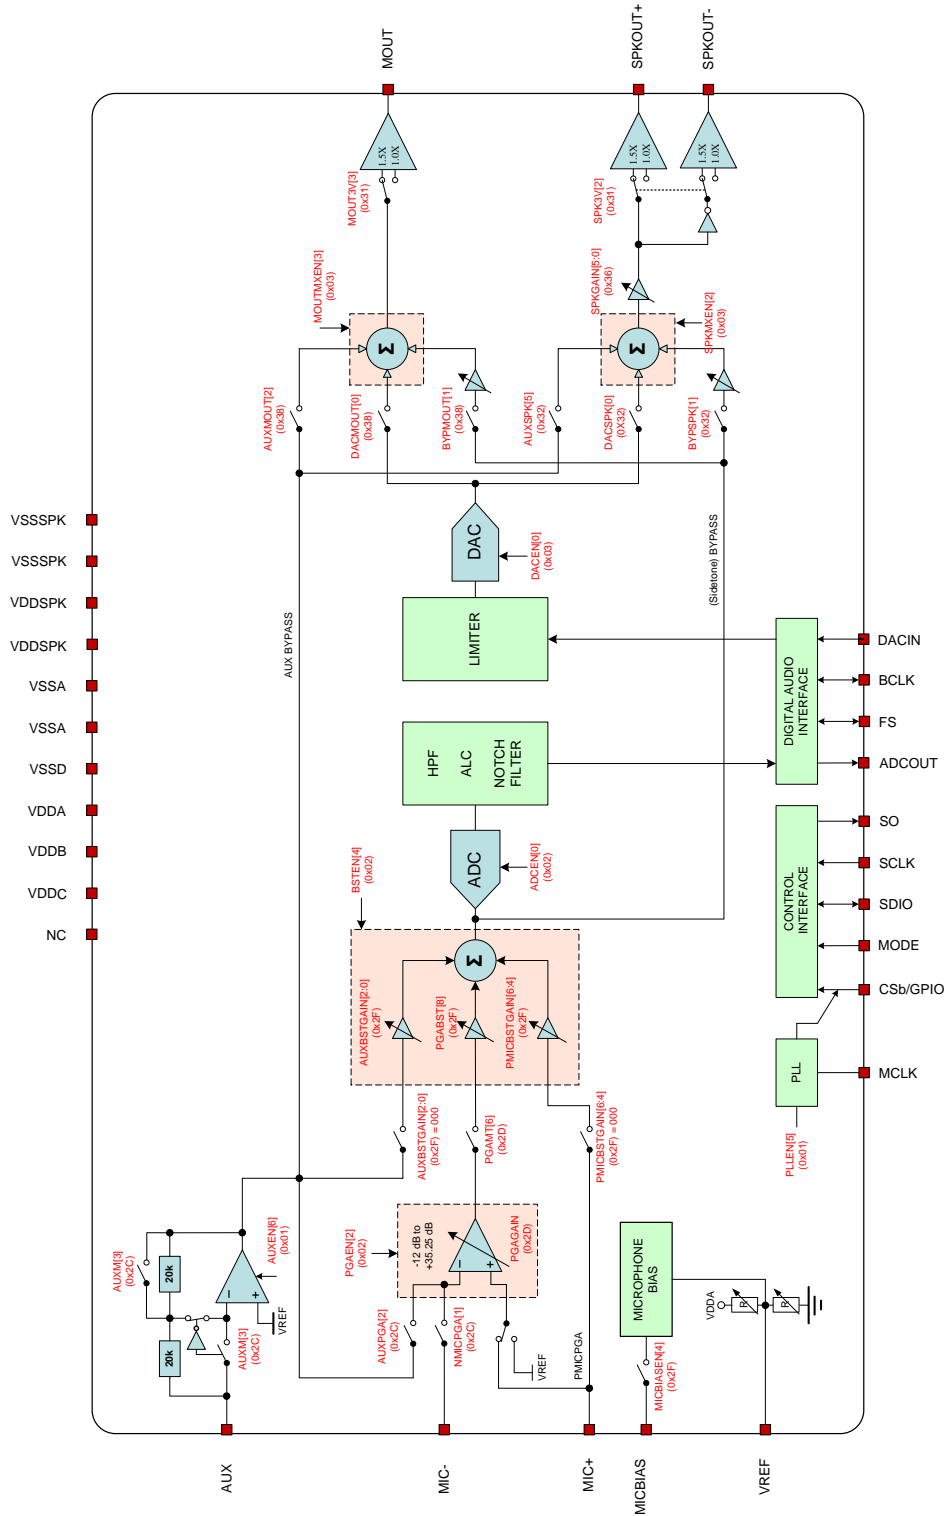 MOUT
SPKOUT+
SPKOUT-
1.5X
1.0X
1.5X
1.0X
1.5X
1.0X
MOUT3V[3]
(0x31)
SPK3V[2]
(0x31)
MOUTMXEN[3]
(0x03)
SPKGAIN[5:0]
(0x36)
SPKMXEN[2]
(0x03)
Σ
Σ
AUXMOUT[2]
(0x38)
DACMOUT[0]
(0x38)
BYPMOUT[1]
(0x38)
AUXSPK[5]
(0x32)
DACSPK[0]
(0X32)
BYPSPK[1]
(0x32)
VSSSPK
VSSSPK
VDDSPK
VDDSPK
VSSA
VSSA
VSSD
VDDA
VDDB
VDDC
NC
AUX BYPASS
(Sidetone) BYPASS
DAC
DACEN[0]
(0x03)
LIMITER
HPF
ALC
NOTCH
FILTER
DIGITAL AUDIO
INTERFACE
DACIN
BCLK
FS
ADCOUT
ADC
ADCEN[0]
(0x02)
BSTEN[4]
(0x02)
Σ
AUXBSTGAIN[2:0]
(0x2F)
PGABST[8]
(0x2F)
PMICBSTGAIN[6:4]
(0x2F)
CONTROL
INTERFACE
SO
SCLK
SDIO
MODE
CSb/GPIO
PLL
MCLK
PLLEN[5]
(0x01)
AUXBSTGAIN[2:0]
(0x2F) = 000
PGAMT[6]
(0x2D)
PMICBSTGAIN[6:4]
(0x2F) = 000
AUXM[3]
(0x2C)
20k
20k
AUXEN[6]
(0x01)
−
+
VREF
AUXM[3]
(0x2C)
PGAEN[2]
(0x02)
-12 dB to
+35.25 dB
−
+
PGAGAIN
(0x2D)
AUXPGA[2]
(0x2C)
NMICPGA[1]
(0x2C)
VREF
PMICPGA
MICROPHONE
BIAS
MICBIASEN[4]
(0x2F)
VDDA
R
R
AUX
MIC-
MIC+
MICBIAS
VREF